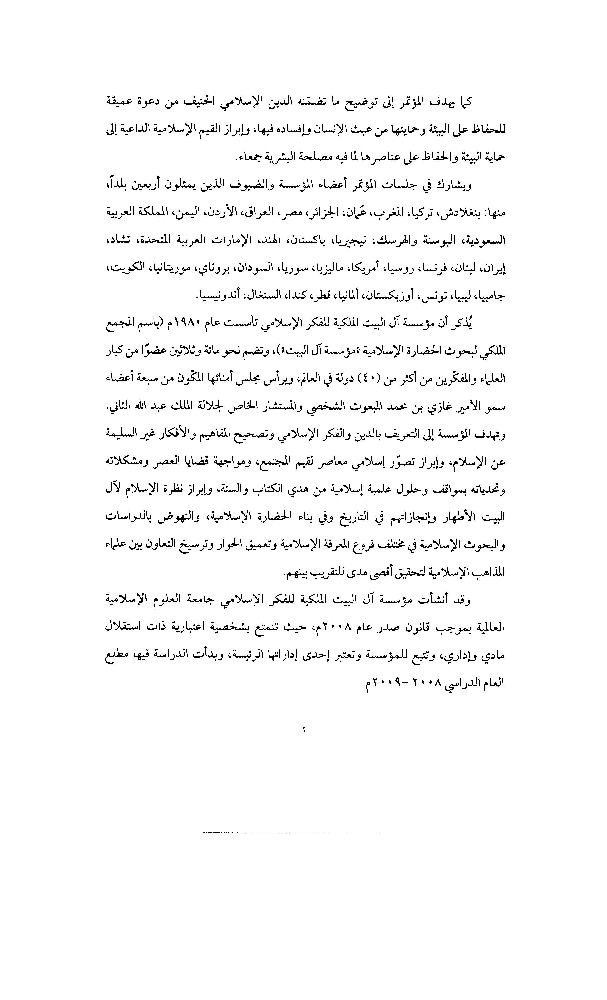 كما يهدف المؤتمر إلى توضيح ما تضمّنه الدين الإسلامي الحنيف من دعوة عميقة
للحفاظ على البيئة وحمايتها من عبث الإنسان وإفساده فيها، وإبراز القيم الإسلامية الداعية إلى
حماية البيئة والحفاظ على عناصرها لما فيه مصلحة البشرية جمعاء.
ويشارك في جلسات المؤتمر أعضاء المؤسسة والضيوف الذين يمثلون أربعين بلداً،
منها: بنغلادش، تركيا، المغرب، عُمان، الجزائر، مصر، العراق، الأردن، اليمن، المملكة العربية
السعودية، البوسنة والهرسك، نيجيريا، باكستان، الهند، الإمارات العربية المتحدة، تشاد،
إيران، لبنان، فرنسا، روسيا، أمريكا، ماليزيا، سوريا، السودان، بروناي، موريتانيا، الكويت،
جامبيا، ليبيا، تونس، أوزبكستان، ألمانيا، قطر، كندا، السنغال، أندونيسيا.
يُذكر أن مؤسسة آل البيت الملكية للفكر الإسلامي تأسست عام ١٩٨٠م (باسم المجمع
الملكي لبحوث الحضارة الإسلامية «مؤسسة آل البيت»)، وتضم نحو مائة وثلاثين عضوًا من كبار
العلماء والمفكّرين من أكثر من (٤٠) دولة في العالم، ويرأس مجلس أمنائها المكّون من سبعة أعضاء
سمو الأمير غازي بن محمد المبعوث الشخصي والمستشار الخاص لجلالة الملك عبد الله الثاني.
وتهدف المؤسسة إلى التعريف بالدين والفكر الإسلامي وتصحيح المفاهيم والأفكار غير السليمة
عن الإسلام، وإبراز تصوّر إسلامي معاصر لقيم المجتمع، ومواجهة قضايا العصر ومشكلاته
وتحدياته بمواقف وحلول علمية إسلامية من هدي الكتاب والسنة، وإبراز نظرة الإسلام لآل
البيت الأطهار وإنجازاتهم في التاريخ وفي بناء الحضارة الإسلامية، والنهوض بالدراسات
والبحوث الإسلامية في مختلف فروع المعرفة الإسلامية وتعميق الحوار وترسيخ التعاون بين علماء
المذاهب الإسلامية لتحقيق أقصى مدى للتقريب بينهم.
وقد أنشأت مؤسسة آل البيت الملكية للفكر الإسلامي جامعة العلوم الإسلامية
العالمية بموجب قانون صدر عام ٢٠٠٨م، حيث تتمتع بشخصية اعتبارية ذات استقلال
مادي وإداري، وتتبع للمؤسسة وتعتبر إحدى إداراتها الرئيسة، وبدأت الدراسة فيها مطلع
العام الدراسي ٢٠٠٨ -٢٠٠٩م
٢